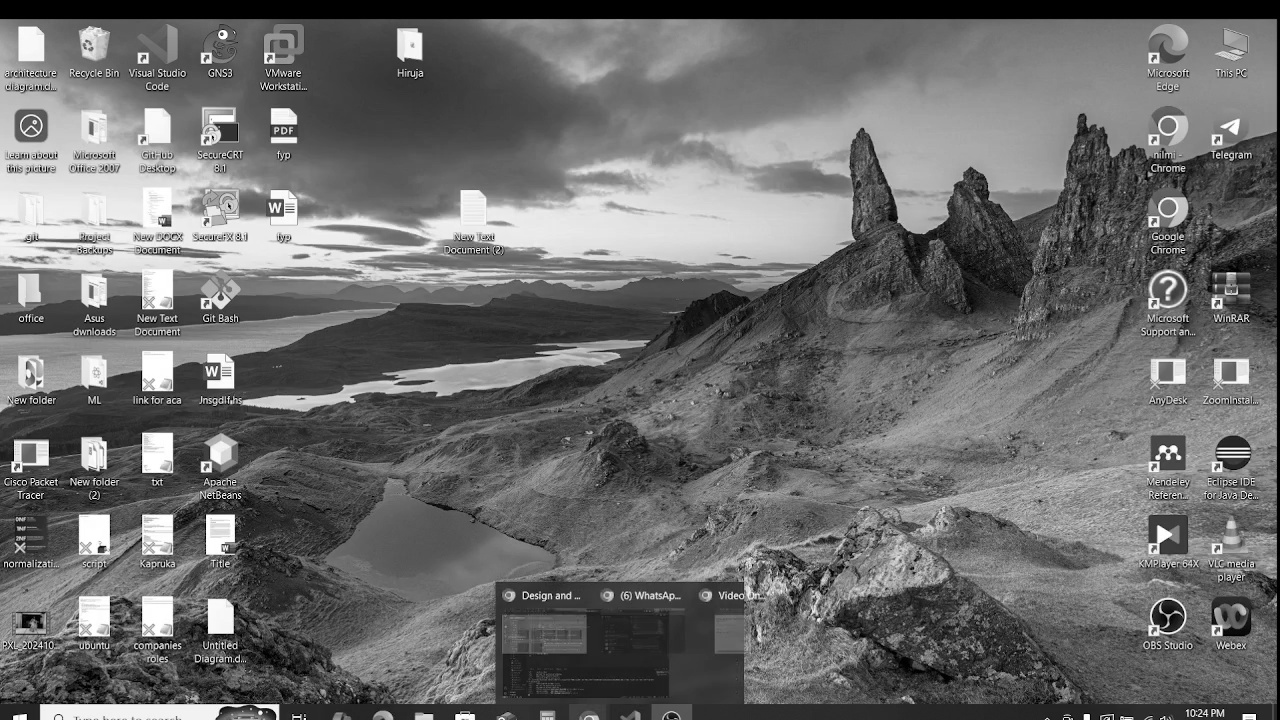 architecture
diagram.d...
Recycle Bin
Visual Studio
Code
GNS3
VMware
Workstati...
Hiruja
Microsoft
Edge
This PC
Learn about
this picture
Microsoft
Office 2007
GitHub
Desktop
SecureCRT
8.1
PDF
fyp
nilmi -
Chrome
Telegram
.git
Project
Backups
New DOCX
Document
SecureFX 8.1
fyp
New Text
Document (2)
Google
Chrome
office
Asus
dwnloads
New Text
Document
Git Bash
Microsoft
Support an...
WinRAR
New folder
ML
link for aca
AnyDesk
ZoomInstal...
Cisco Packet
Tracer
New folder
(2)
txt
Apache
NetBeans
Mendeley
Referen...
Eclipse IDE
for Java De...
normalizati...
script
Kapruka
Title
KMPlayer 64X
VLC media
player
PXL_202410...
ubuntu
companies
roles
Untitled
Diagram.d...
Design and ...
(6) WhatsAp...
OBS Studio
Webex
Type here to search
10:24 PM